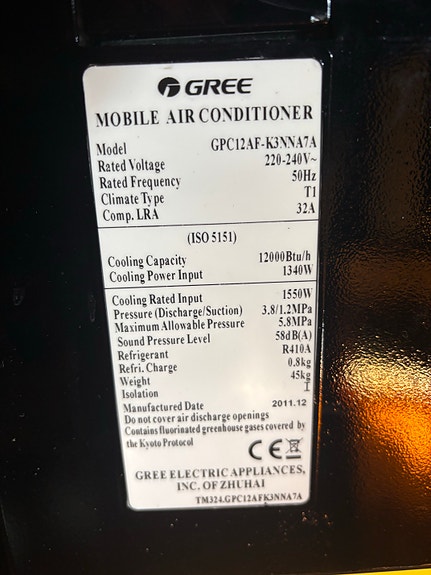 GREE
MOBILE AIR CONDITIONER
Model GPC12AF-K3NNA7A
Rated Voltage 220-240V~
Rated Frequency 50Hz
Climate Type T1
Comp. LRA 32A
(ISO 5151)
Cooling Capacity 12000Btu/h
Cooling Power Input 1340W
Cooling Rated Input 1550W
Pressure (Discharge/Suction) 3.8/1.2MPa
Maximum Allowable Pressure 5.8MPa
Sound Pressure Level 58dB(A)
Refrigerant R410A
Refri. Charge 0.8kg
Weight 45kg
Isolation I
Manufactured Date 2011.12
Do not cover air discharge openings
Contains fluorinated greenhouse gases covered by
the Kyoto Protocol
CE
GREE ELECTRIC APPLIANCES,
INC. OF ZHUHAI
TM324.GPC12AFK3NNA7A